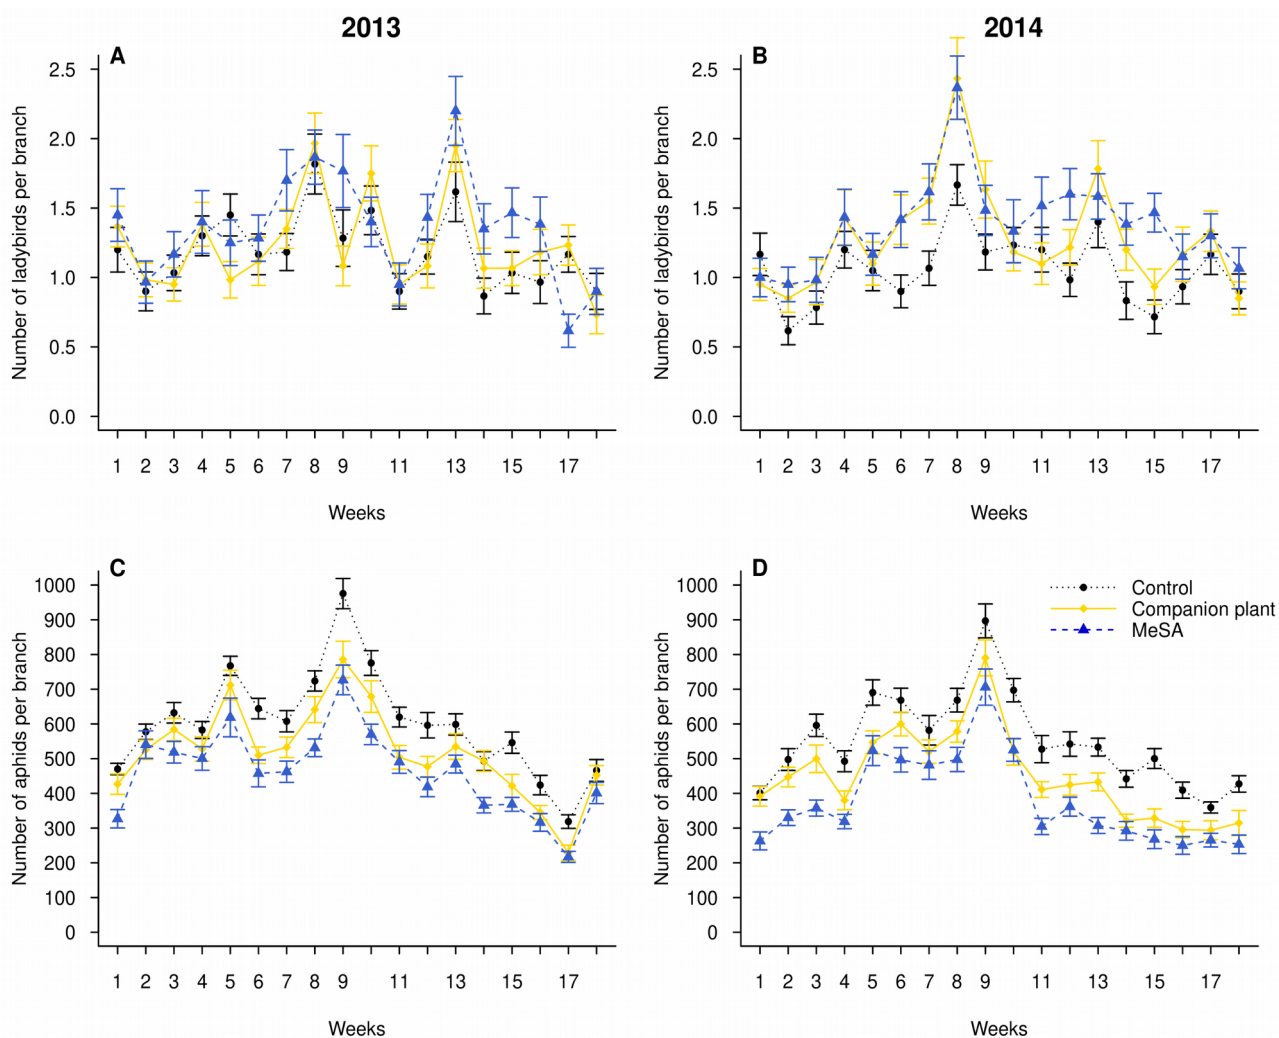 2013
2014
A
Number of ladybirds per branch
2.5
2.0
1.5
1.0
0.5
0.0
1 2 3 4 5 6 7 8 9 11 13 15 17
Weeks
B
Number of ladybirds per branch
2.5
2.0
1.5
1.0
0.5
0.0
1 2 3 4 5 6 7 8 9 11 13 15 17
Weeks
C
Number of aphids per branch
1000
900
800
700
600
500
400
300
200
100
0
1 2 3 4 5 6 7 8 9 11 13 15 17
Weeks
D
Number of aphids per branch
1000
900
800
700
600
500
400
300
200
100
0
1 2 3 4 5 6 7 8 9 11 13 15 17
Weeks
Control
Companion plant
MeSA